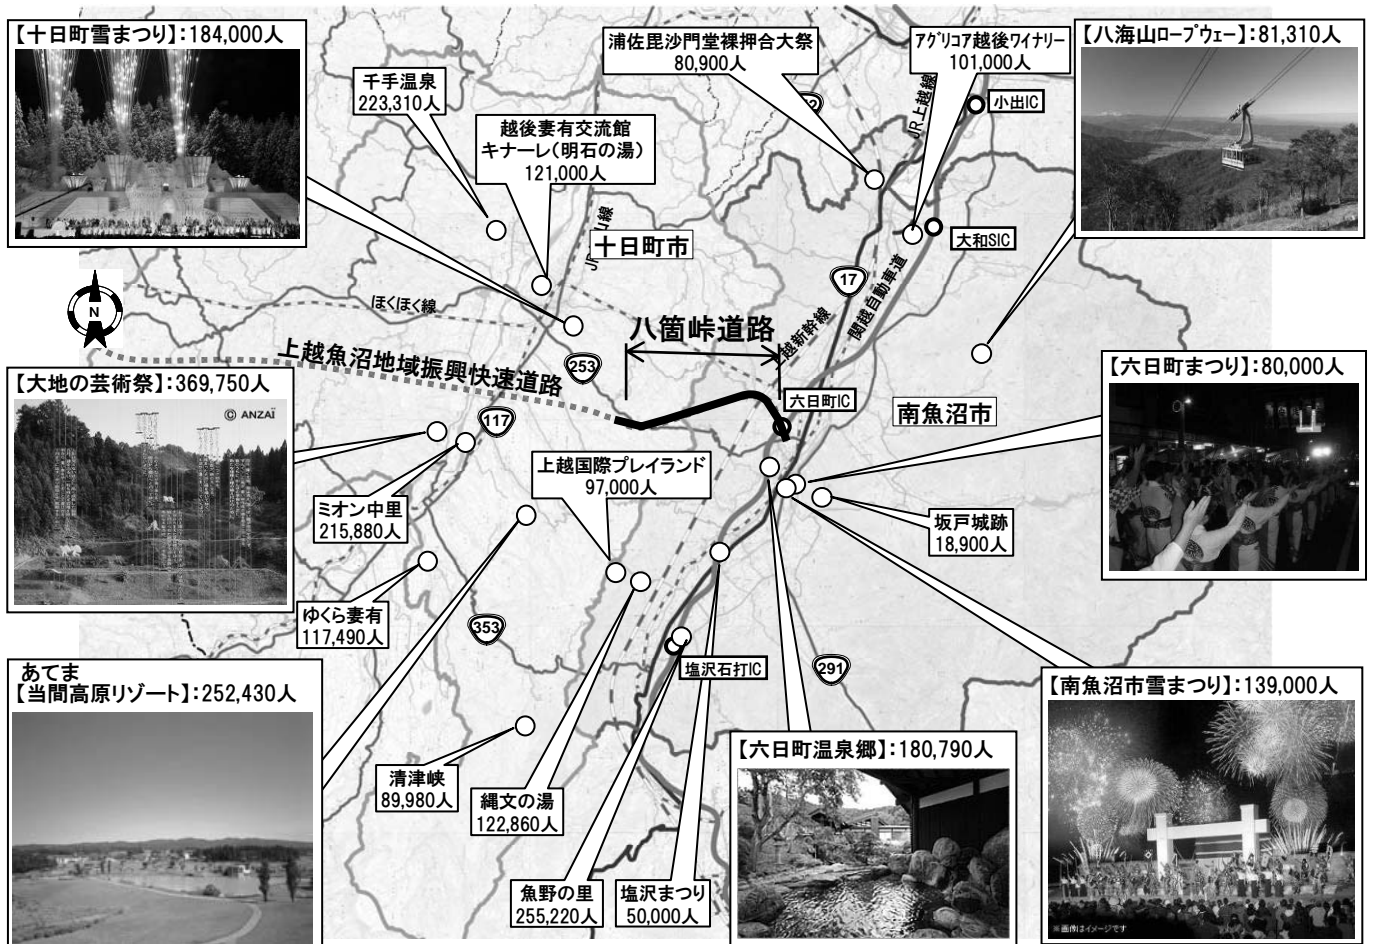 【十日町雪まつり】：184,000人
千手温泉
223,310人
越後妻有交流館
キナーレ（明石の湯）
121,000人
浦佐毘沙門堂裸押合大祭
80,900人
アグリコア越後ワイナリー
101,000人
【八海山ロープウェー】：81,310人
小出IC
JR上越線
大和SIC
十日町市
17
関越自動車道
N
ほくほく線
八箇峠道路
越新幹線
上越魚沼地域振興快速道路
253
六日町IC
南魚沼市
【大地の芸術祭】：369,750人
© ANZAÏ
117
【六日町まつり】：80,000人
上越国際プレイランド
97,000人
ミオン中里
215,880人
坂戸城跡
18,900人
ゆくら妻有
117,490人
353
塩沢石打IC
291
あてま
【当間高原リゾート】：252,430人
【南魚沼市雪まつり】：139,000人
【六日町温泉郷】：180,790人
清津峡
89,980人
縄文の湯
122,860人
魚野の里
255,220人
塩沢まつり
50,000人
※画像はイメージです